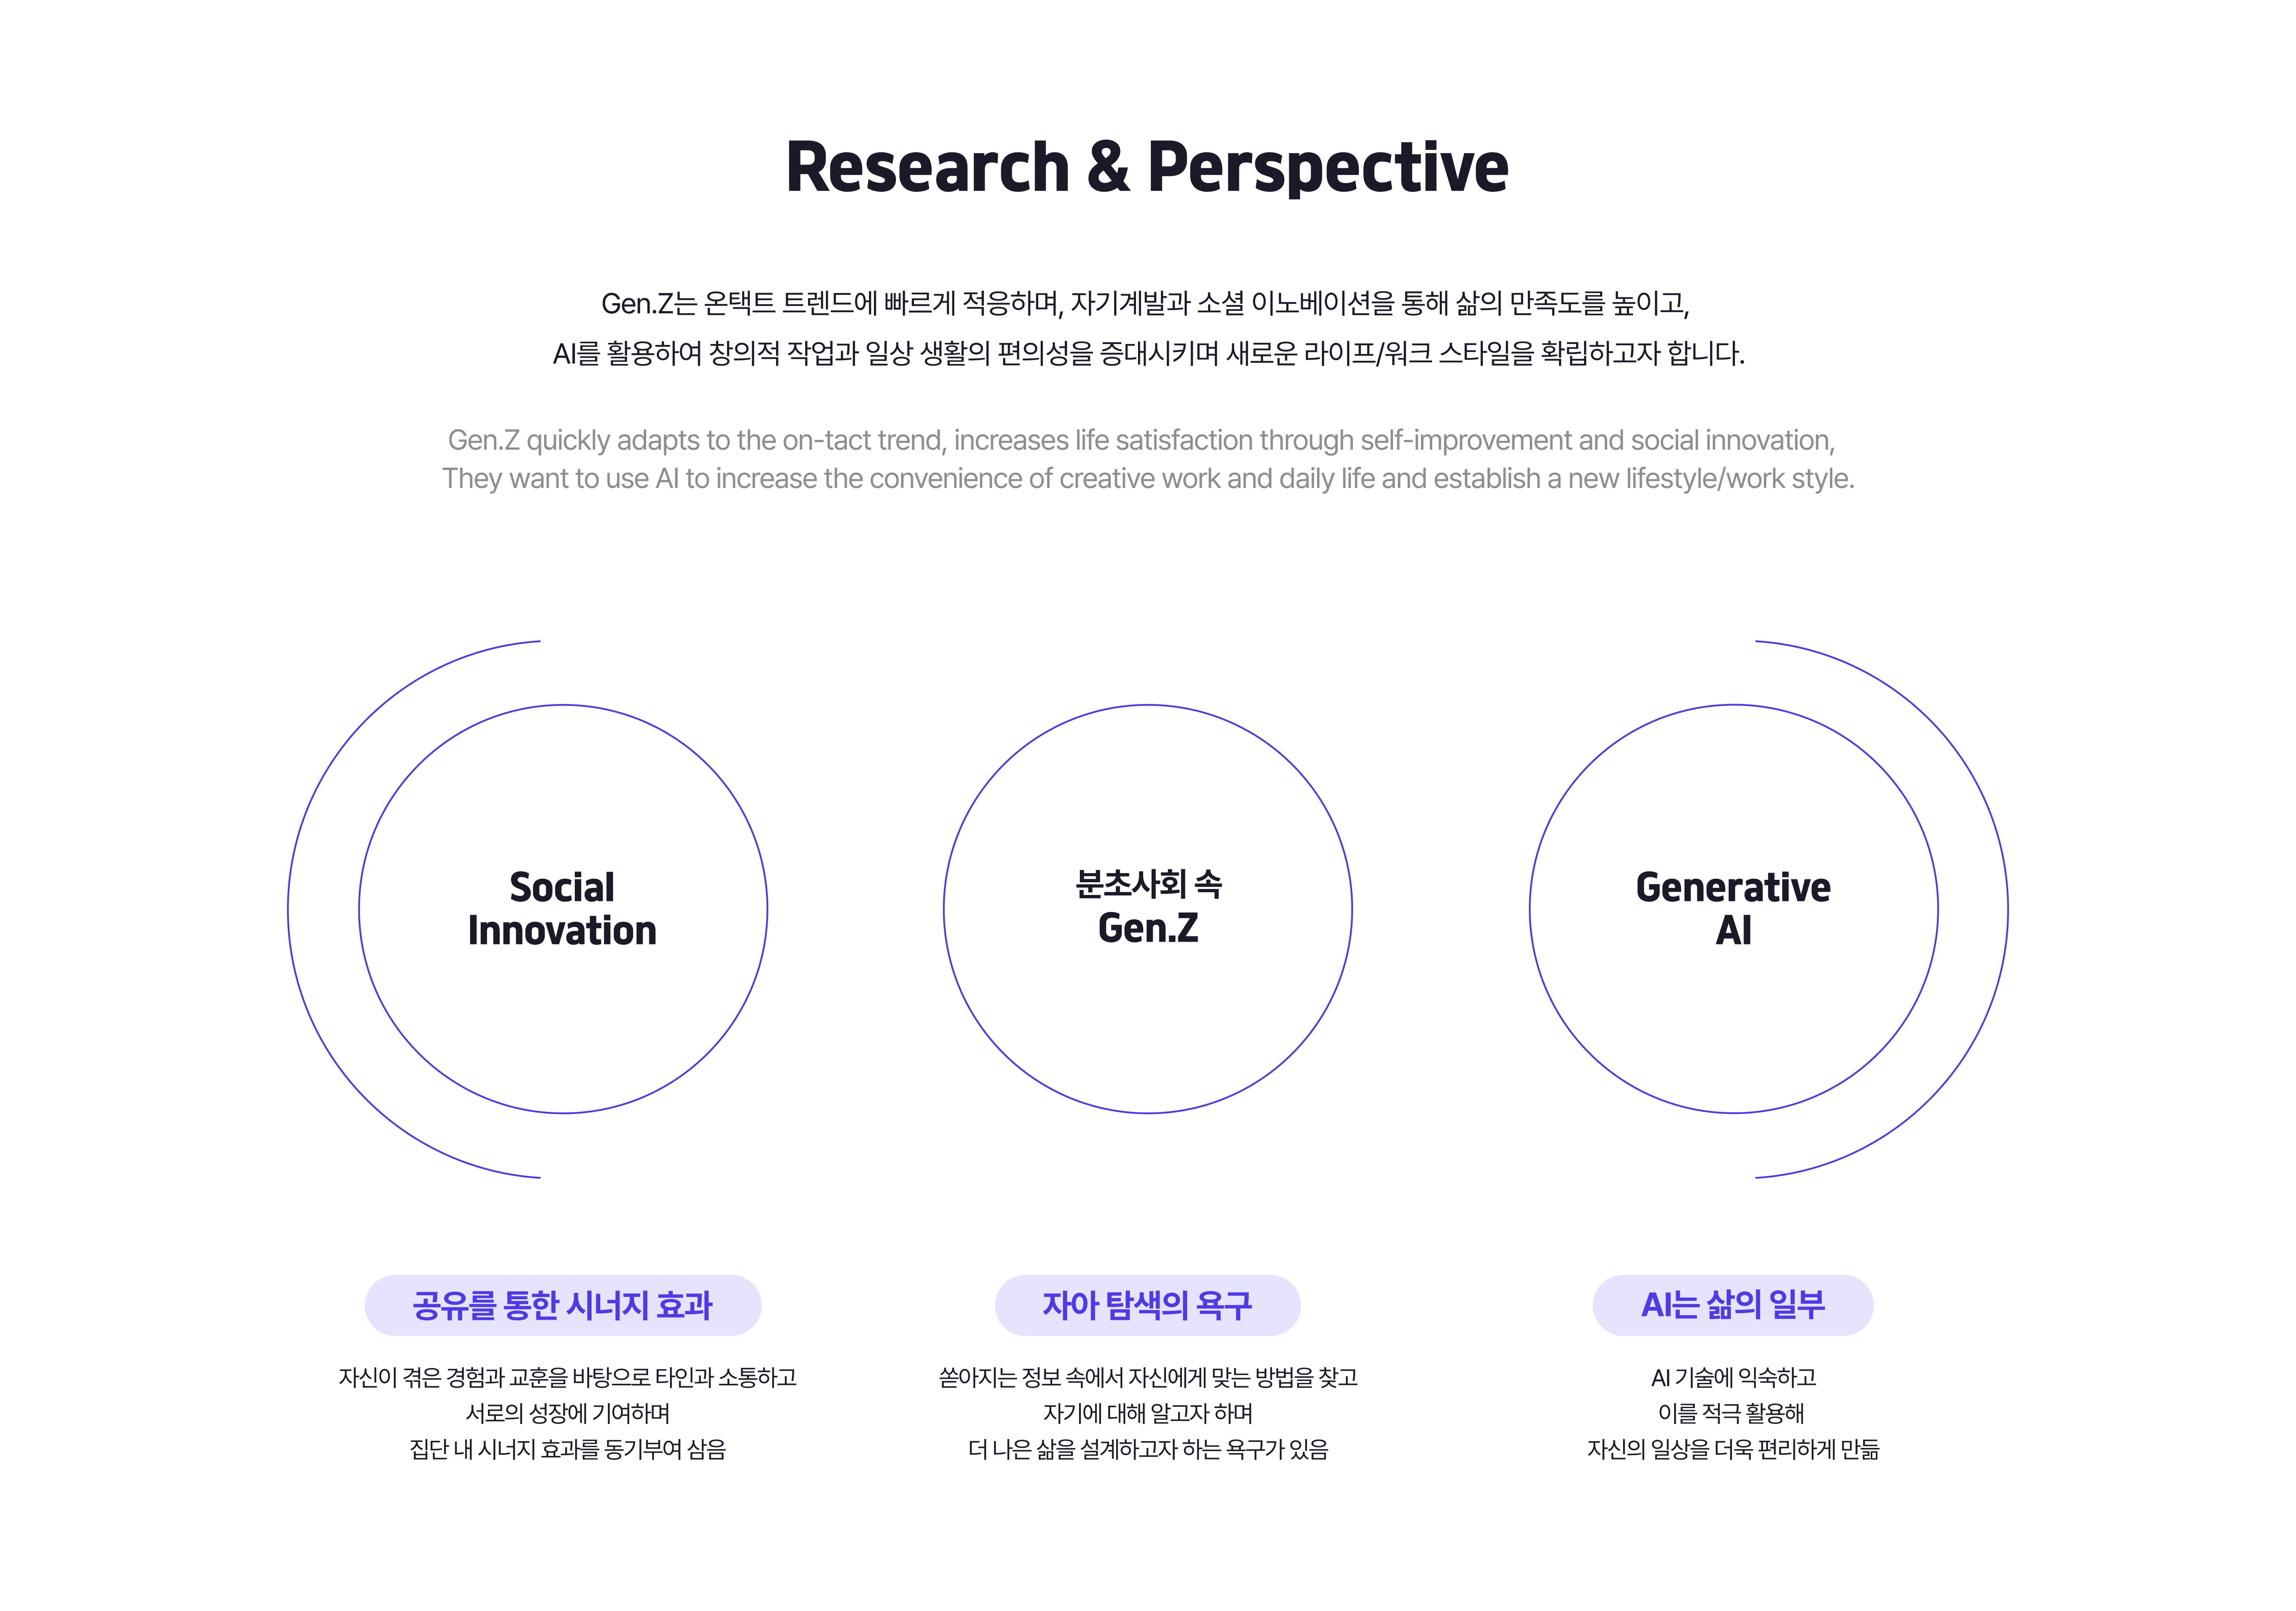 Research & Perspective
Gen.Z는 온택트 트렌드에 빠르게 적응하며, 자기계발과 소셜 이노베이션을 통해 삶의 만족도를 높이고,
AI를 활용하여 창의적 작업과 일상 생활의 편의성을 증대시키며 새로운 라이프/워크 스타일을 확립하고자 합니다.
Gen.Z quickly adapts to the on-tact trend, increases life satisfaction through self-improvement and social innovation,
They want to use AI to increase the convenience of creative work and daily life and establish a new lifestyle/work style.
Social
Innovation
분초사회 속
Gen.Z
Generative
AI
공유를 통한 시너지 효과
자신이 겪은 경험과 교훈을 바탕으로 타인과 소통하고
서로의 성장에 기여하며
집단 내 시너지 효과를 동기부여 삼음
자아 탐색의 욕구
쏟아지는 정보 속에서 자신에게 맞는 방법을 찾고
자기에 대해 알고자 하며
더 나은 삶을 설계하고자 하는 욕구가 있음
AI는 삶의 일부
AI 기술에 익숙하고
이를 적극 활용해
자신의 일상을 더욱 편리하게 만듦